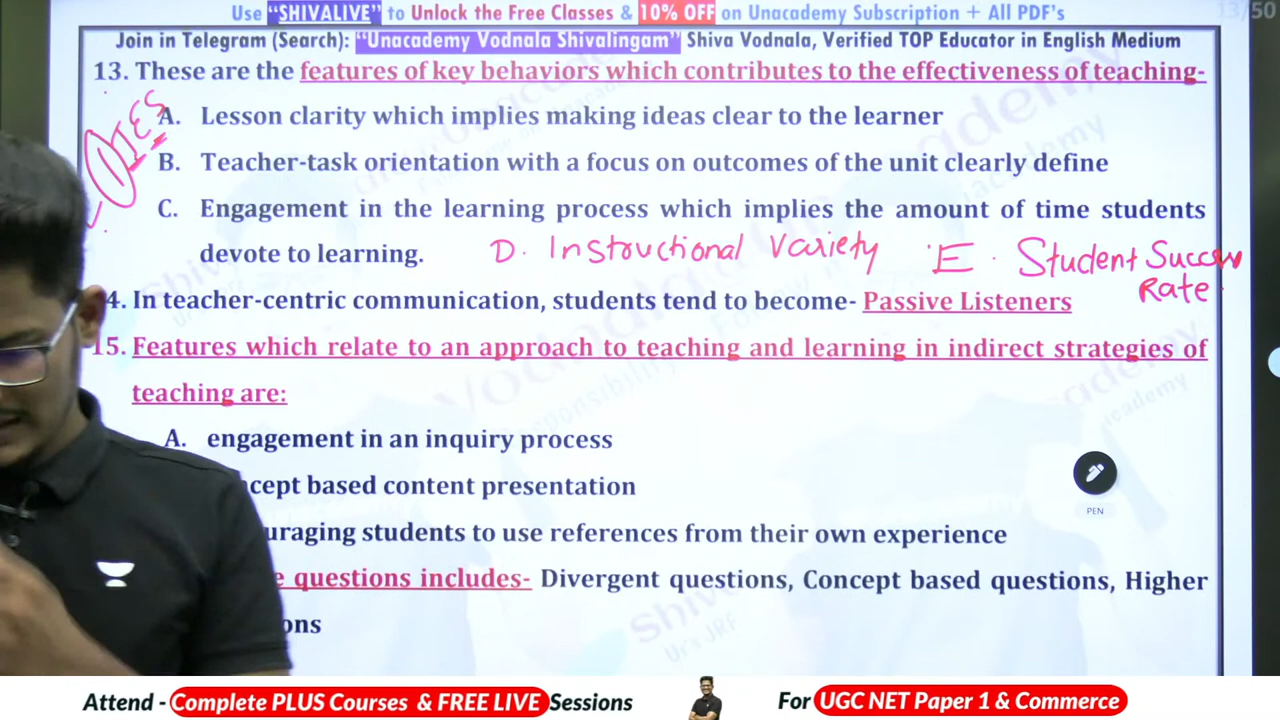 Use "SHIVALIVE" to Unlock the Free Classes & 10% OFF on Unacademy Subscription + All PDF's
13/50
Join in Telegram (Search): "Unacademy Vodnala Shivalingam" Shiva Vodnala, Verified TOP Educator in English Medium
13. These are the features of key behaviors which contributes to the effectiveness of teaching-
A. Lesson clarity which implies making ideas clear to the learner
B. Teacher-task orientation with a focus on outcomes of the unit clearly define
C. Engagement in the learning process which implies the amount of time students
devote to learning.
D. Instructional Variety
E. Student Success
Rate
4. In teacher-centric communication, students tend to become- Passive Listeners
15. Features which relate to an approach to teaching and learning in indirect strategies of
teaching are:
A. engagement in an inquiry process
cept based content presentation
uraging students to use references from their own experience
e questions includes- Divergent questions, Concept based questions, Higher
ons
PEN
Attend - Complete PLUS Courses & FREE LIVE Sessions
For UGC NET Paper 1 & Commerce